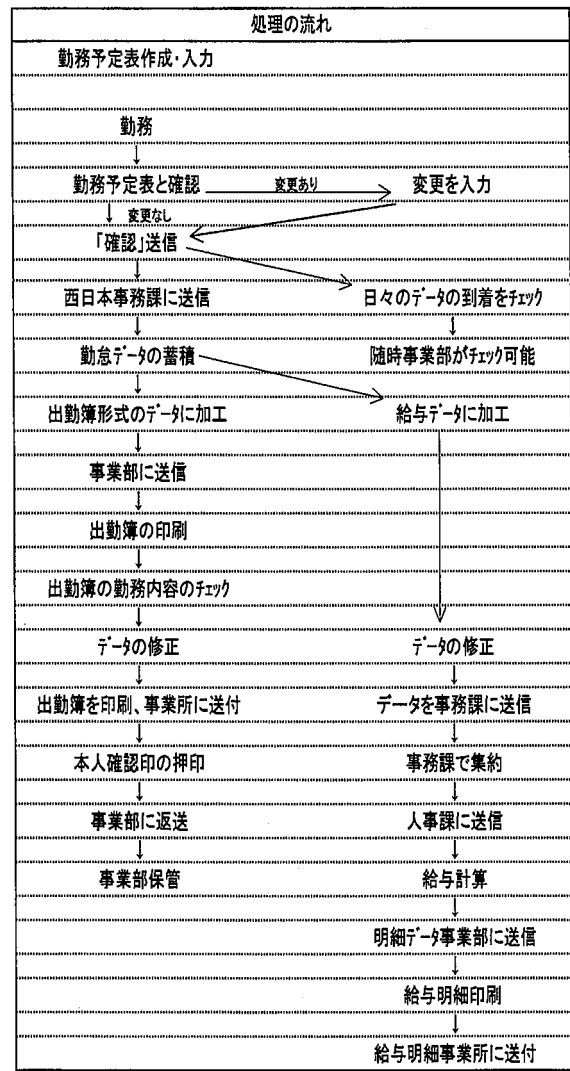 処理の流れ
勤務予定表作成・入力
勤務
勤務予定表と確認 変更あり 変更を入力
変更なし
「確認」送信
西日本事務課に送信 日々のデータの到着をチェック
勤怠データの蓄積 随時事業部がチェック可能
出勤簿形式のデータに加工 給与データに加工
事業部に送信
出勤簿の印刷
出勤簿の勤務内容のチェック
データの修正 データの修正
出勤簿を印刷、事業所に送付 データを事務課に送信
本人確認印の押印 事務課で集約
事業部に返送 人事課に送信
事業部保管 給与計算
明細データ事業部に送信
給与明細印刷
給与明細事業所に送付